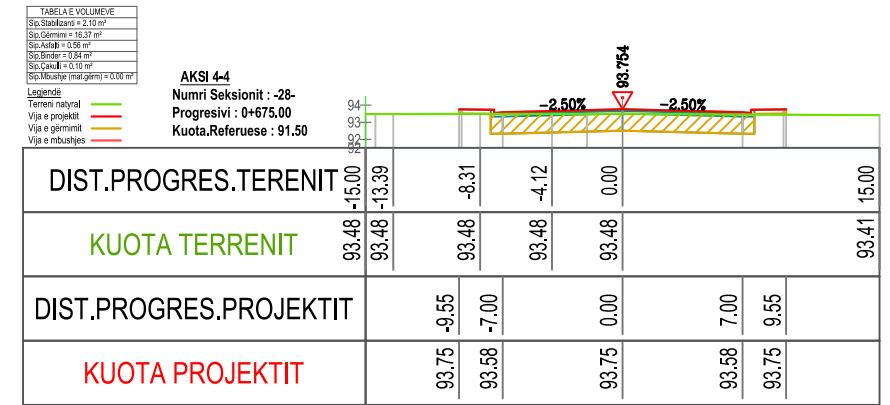 TABELA E VOLUMEVE
Sip.Stabilizanti = 2.10 m²
Sip.Gërmimi = 16.37 m²
Sip.Asfalti = 0.56 m²
Sip.Binder = 0.84 m²
Sip.Çakulli = 0.10 m²
Sip.Mbushje (mat.gërm) = 0.00 m²
Legjendë
Terreni natyral
Vija e projektit
Vija e gërmimit
Vija e mbushjes
AKSI 4-4
Numri Seksionit : -28-
Progresivi : 0+675.00
Kuota.Referuese : 91.50
93.754
-2.50% -2.50%
94
93
92
92
DIST.PROGRES.TERENIT -15.00 -13.39 -8.31 -4.12 0.00 15.00
KUOTA TERRENIT 93.48 93.48 93.48 93.48 93.48 93.41
DIST.PROGRES.PROJEKTIT -9.55 -7.00 0.00 7.00 9.55
KUOTA PROJEKTIT 93.75 93.58 93.75 93.58 93.75